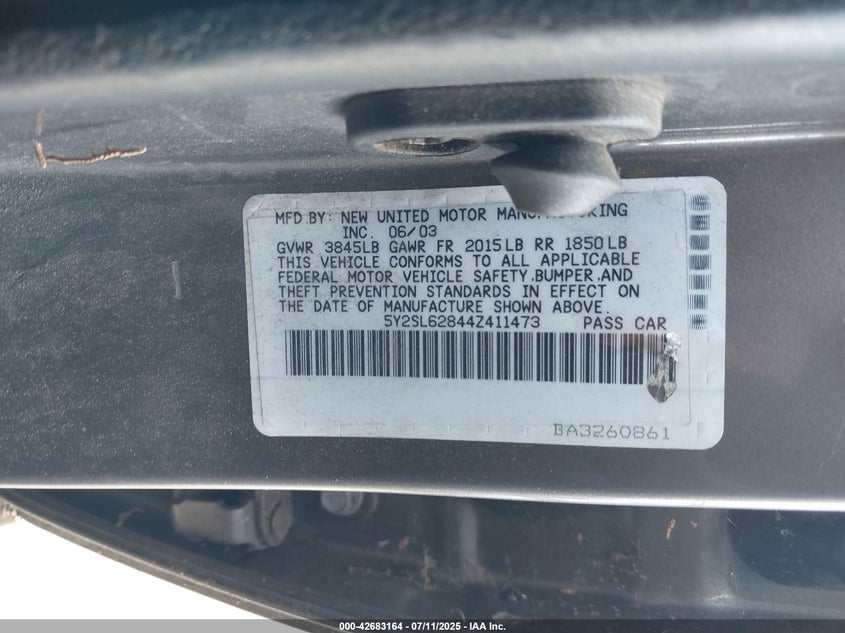 MFD.BY: NEW UNITED MOTOR MANUFACTURING
INC. 06/03
GVWR 3845LB GAWR FR 2015LB RR 1850LB
THIS VEHICLE CONFORMS TO ALL APPLICABLE
FEDERAL MOTOR VEHICLE SAFETY,BUMPER,AND
THEFT PREVENTION STANDARDS IN EFFECT ON
THE DATE OF MANUFACTURE SHOWN ABOVE.
5Y2SL62844Z411473 PASS CAR
BA3260861
000-42683164 - 07/11/2025 - IAA Inc.